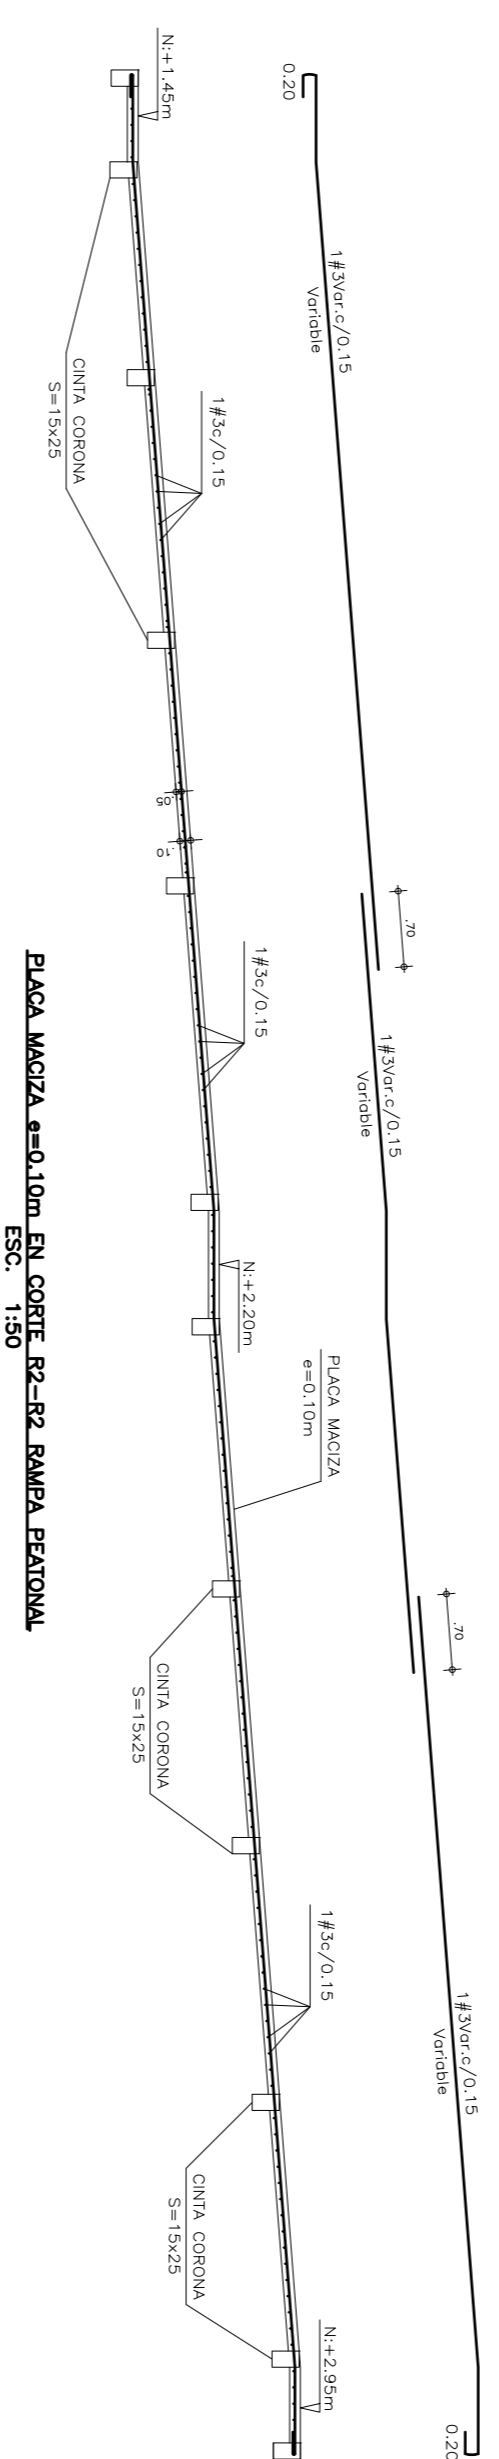 0.20
1#3Var.c/0.15
Variable
.70
1#3Var.c/0.15
Variable
.70
1#3Var.c/0.15
Variable
0.20
N:+1.45m
1#3c/0.15
CINTA CORONA
S=15x25
.05
.10
1#3c/0.15
N:+2.20m
PLACA MACIZA
e=0.10m
CINTA CORONA
S=15x25
1#3c/0.15
CINTA CORONA
S=15x25
N:+2.95m
PLACA MACIZA e=0.10m EN CORTE R2-R2 RAMPA PEATONAL
ESC. 1:50